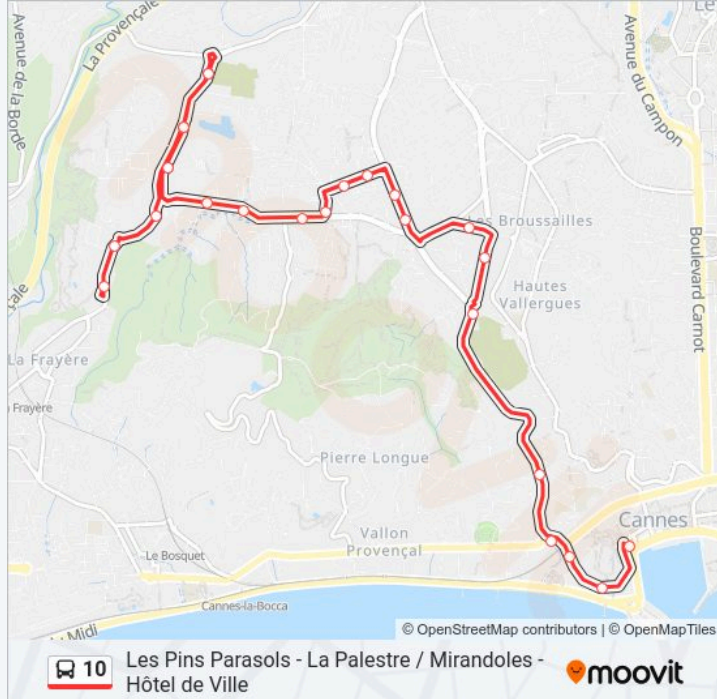 Avenue de la Borde
La Provençale
Le
Avenue du Campon
Les Broussailles
Hautes
Vallergues
Boulevard Carnot
çale
La Frayère
Frayère
Pierre Longue
Cannes
Vallon
Provençal
Le Bosquet
Cannes-la-Bocca
Midi
© OpenStreetMap contributors | © OpenMapTiles
10
Les Pins Parasols - La Palestre / Mirandoles -
Hôtel de Ville
moovit